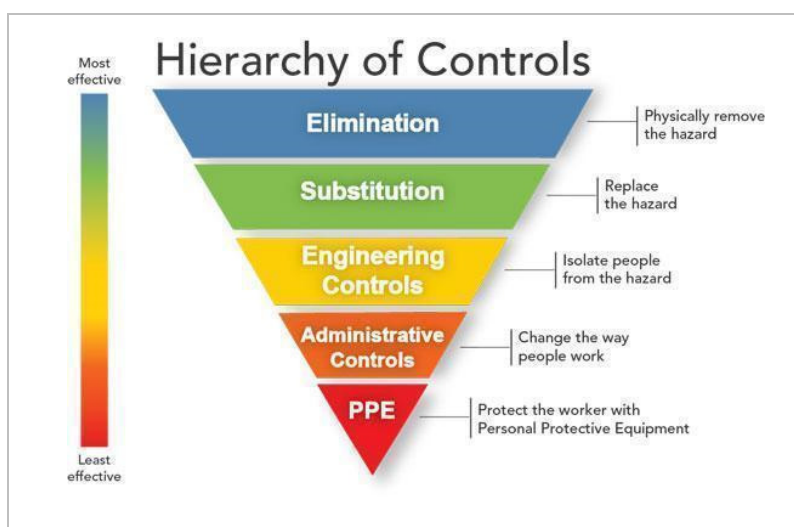 Hierarchy of Controls
Most
effective
Elimination
Physically remove
the hazard
Substitution
Replace
the hazard
Engineering
Controls
Isolate people
from the hazard
Administrative
Controls
Change the way
people work
PPE
Protect the worker with
Personal Protective Equipment
Least
effective